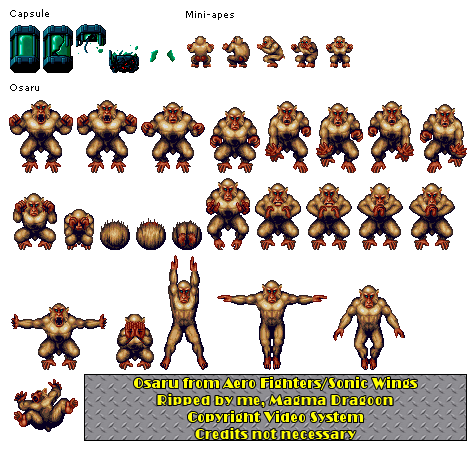 Capsule
Mini-apes
Osaru
Osaru from Aero Fighters/Sonic Wings
Ripped by me, Magma Dragoon
Copyright Video System
Credits not necessary